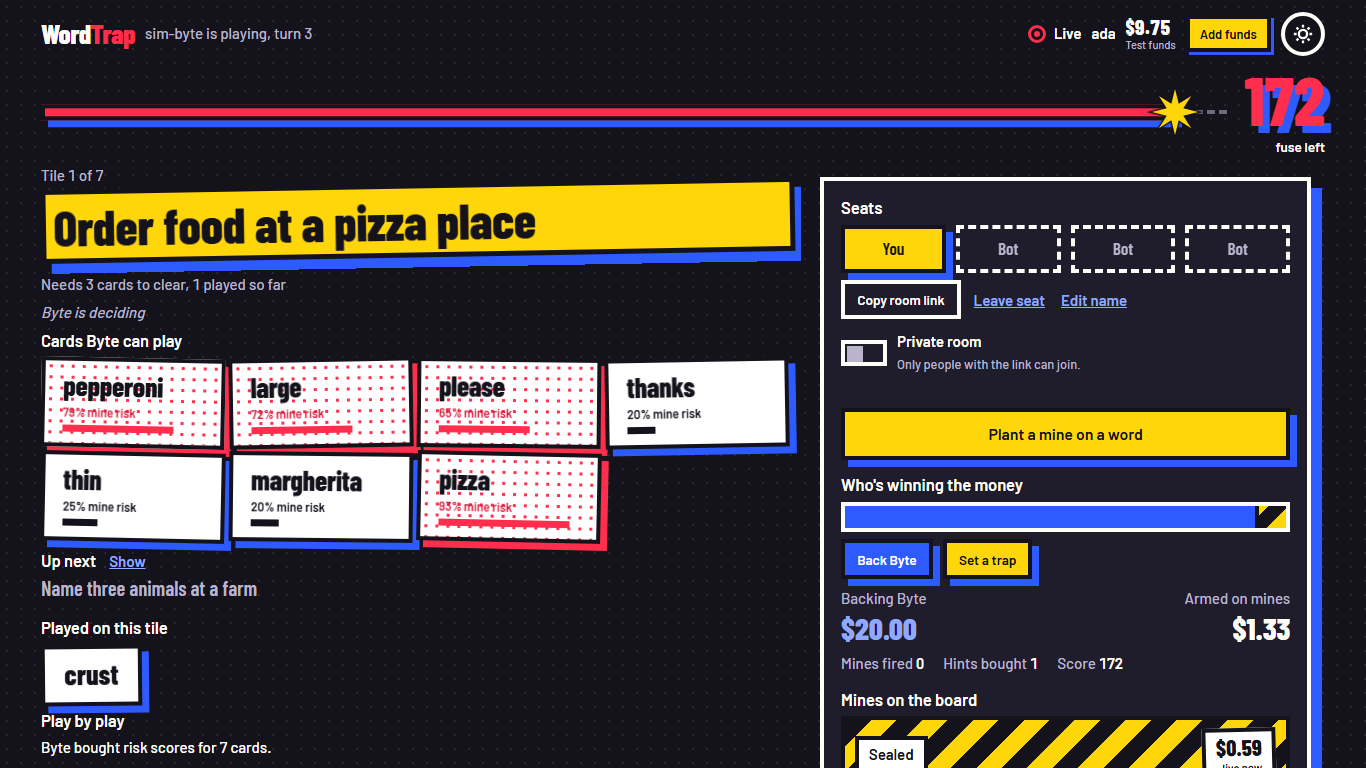 WordTrap sim-byte is playing, turn 3
Live ada $9.75 Test funds Add funds
172
fuse left
Tile 1 of 7
Order food at a pizza place
Needs 3 cards to clear, 1 played so far
Byte is deciding
Cards Byte can play
pepperoni
79% mine risk
large
72% mine risk
please
65% mine risk
thanks
20% mine risk
thin
25% mine risk
margherita
20% mine risk
pizza
93% mine risk
Up next Show
Name three animals at a farm
Played on this tile
crust
Play by play
Byte bought risk scores for 7 cards.
Seats
You Bot Bot Bot
Copy room link Leave seat Edit name
Private room
Only people with the link can join.
Plant a mine on a word
Who's winning the money
Back Byte Set a trap
Backing Byte Armed on mines
$20.00 $1.33
Mines fired 0 Hints bought 1 Score 172
Mines on the board
Sealed $0.59